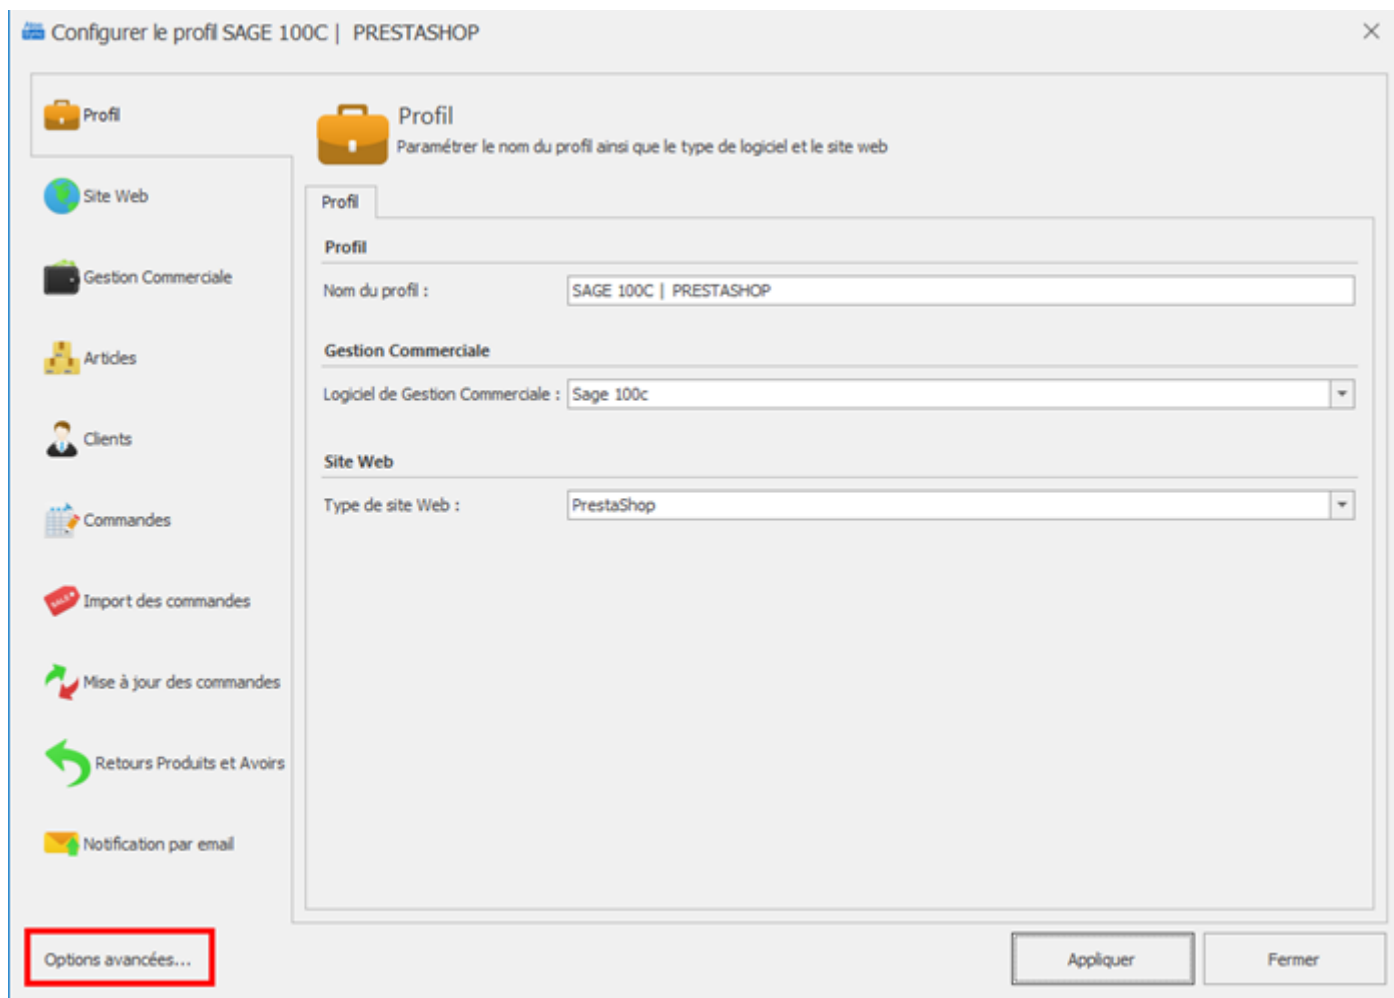 Configurer le profil SAGE 100C | PRESTASHOP
Profil
Site Web
Gestion Commerciale
Articles
Clients
Commandes
Import des commandes
Mise à jour des commandes
Retours Produits et Avoirs
Notification par email
Profil
Paramétrer le nom du profil ainsi que le type de logiciel et le site web
Profil
Profil
Nom du profil : SAGE 100C | PRESTASHOP
Gestion Commerciale
Logiciel de Gestion Commerciale : Sage 100c
Site Web
Type de site Web : PrestaShop
Options avancées...
Appliquer
Fermer